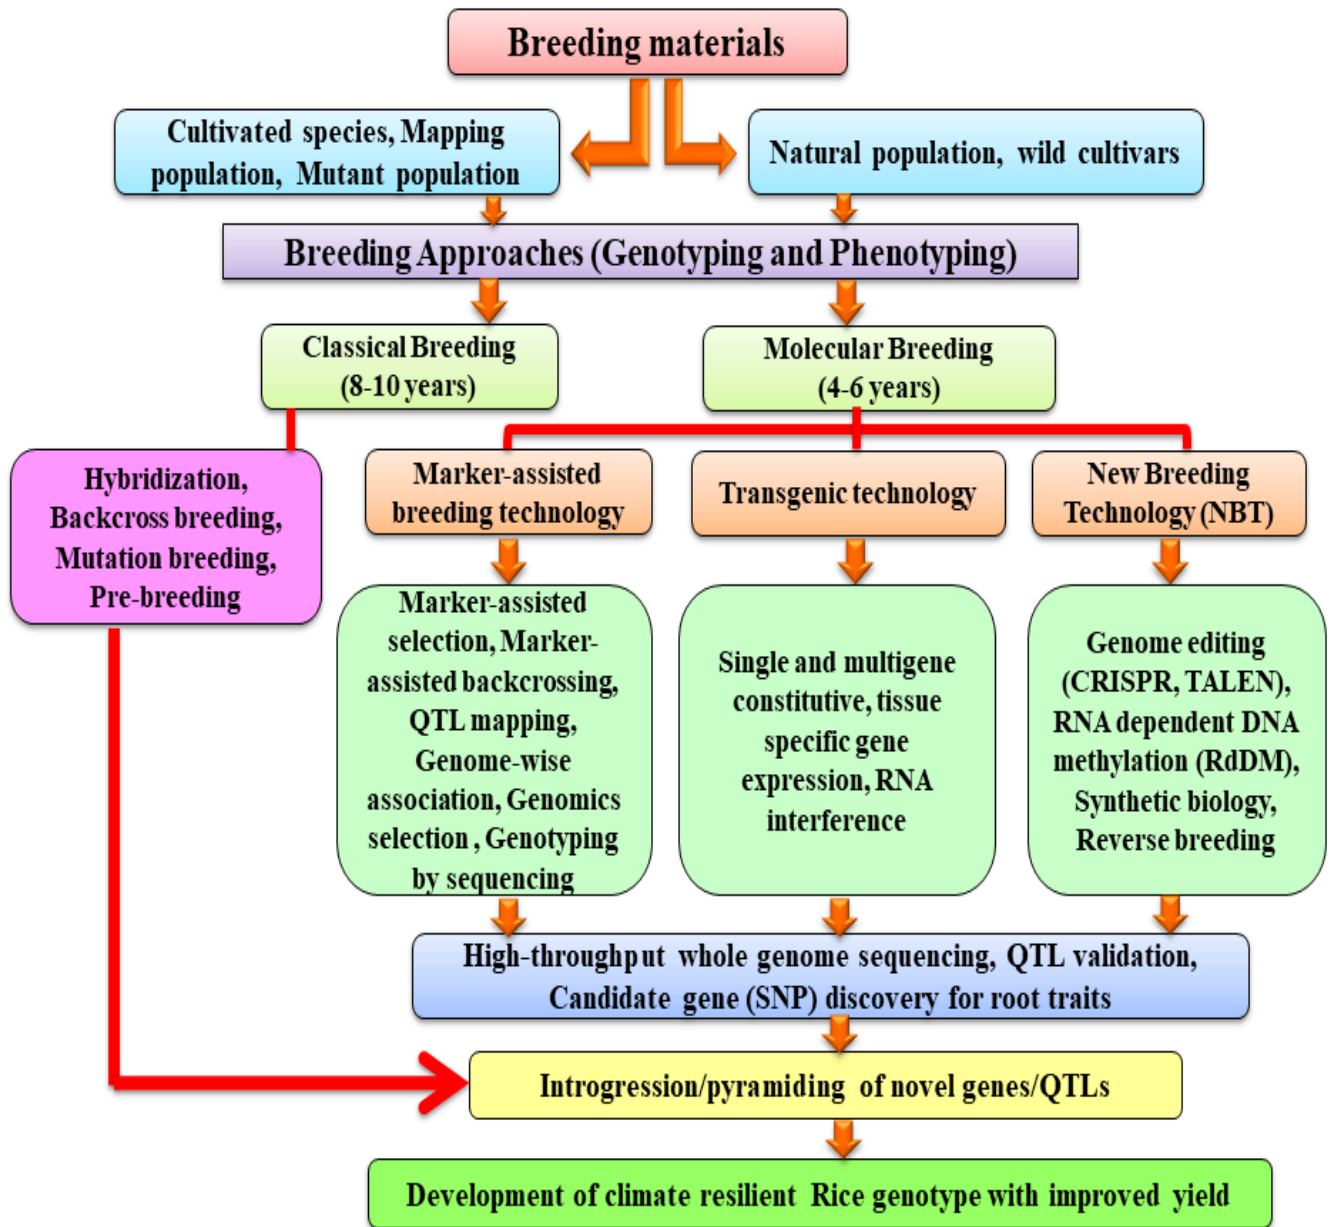 Breeding materials
Cultivated species, Mapping
population, Mutant population
Natural population, wild cultivars
Breeding Approaches (Genotyping and Phenotyping)
Classical Breeding
(8-10 years)
Molecular Breeding
(4-6 years)
Hybridization,
Backcross breeding,
Mutation breeding,
Pre-breeding
Marker-assisted
breeding technology
Transgenic technology
New Breeding
Technology (NBT)
Marker-assisted
selection, Marker-
assisted backcrossing,
QTL mapping,
Genome-wise
association, Genomics
selection , Genotyping
by sequencing
Single and multigene
constitutive, tissue
specific gene
expression, RNA
interference
Genome editing
(CRISPR, TALEN),
RNA dependent DNA
methylation (RdDM),
Synthetic biology,
Reverse breeding
High-throughput whole genome sequencing, QTL validation,
Candidate gene (SNP) discovery for root traits
Introgression/pyramiding of novel genes/QTLs
Development of climate resilient Rice genotype with improved yield